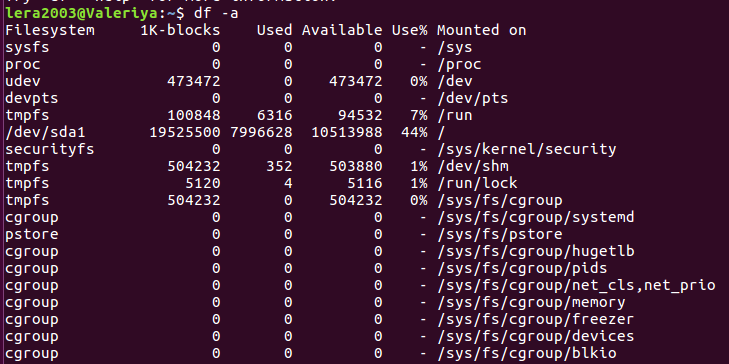 lera2003@Valeriya:~$ df -a
Filesystem 1K-blocks Used Available Use% Mounted on
sysfs 0 0 0 - /sys
proc 0 0 0 - /proc
udev 473472 0 473472 0% /dev
devpts 0 0 0 - /dev/pts
tmpfs 100848 6316 94532 7% /run
/dev/sda1 19525500 7996628 10513988 44% /
securityfs 0 0 0 - /sys/kernel/security
tmpfs 504232 352 503880 1% /dev/shm
tmpfs 5120 4 5116 1% /run/lock
tmpfs 504232 0 504232 0% /sys/fs/cgroup
cgroup 0 0 0 - /sys/fs/cgroup/systemd
pstore 0 0 0 - /sys/fs/pstore
cgroup 0 0 0 - /sys/fs/cgroup/hugetlb
cgroup 0 0 0 - /sys/fs/cgroup/pids
cgroup 0 0 0 - /sys/fs/cgroup/net_cls,net_prio
cgroup 0 0 0 - /sys/fs/cgroup/memory
cgroup 0 0 0 - /sys/fs/cgroup/freezer
cgroup 0 0 0 - /sys/fs/cgroup/devices
cgroup 0 0 0 - /sys/fs/cgroup/blkio